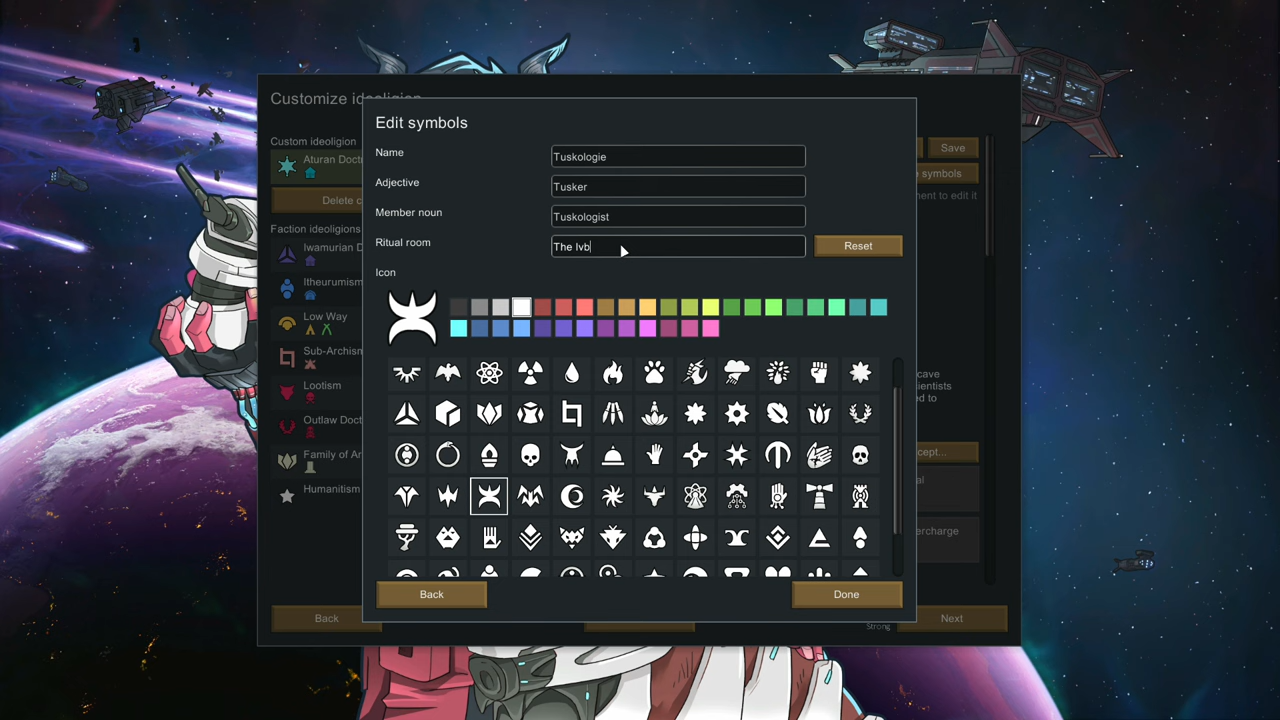 Customize ideoligion
Edit symbols
Custom ideoligion
Aturan Doct
Delete c
Faction ideoligions
Iwamurian D
Itheurumism
Low Way
Sub-Archism
Lootism
Outlaw Doct
Family of Ar
Humanitism
Name
Tuskologie
Adjective
Tusker
Member noun
Tuskologist
Ritual room
The Ivb
Reset
Icon
Save
e symbols
ment to edit it
cave
ientists
ed to
cept...
al
ercharge
Back
Done
Back
Strong
Next